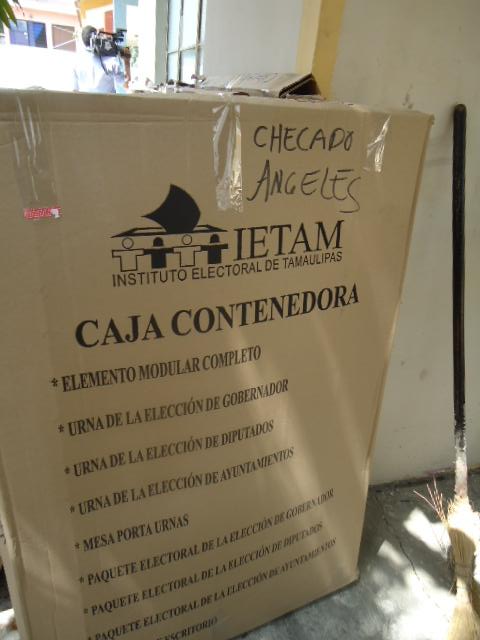 CHECADO
ANGELES
IETAM
INSTITUTO ELECTORAL DE TAMAULIPAS
CAJA CONTENEDORA
* ELEMENTO MODULAR COMPLETO
* URNA DE LA ELECCIÓN DE GOBERNADOR
* URNA DE LA ELECCIÓN DE DIPUTADOS
* URNA DE LA ELECCIÓN DE AYUNTAMIENTOS
* MESA PORTA URNAS
* PAQUETE ELECTORAL DE LA ELECCIÓN DE GOBERNADOR
* PAQUETE ELECTORAL DE LA ELECCIÓN DE DIPUTADOS
* PAQUETE ELECTORAL DE LA ELECCIÓN DE AYUNTAMIENTOS
ESCRITORIO